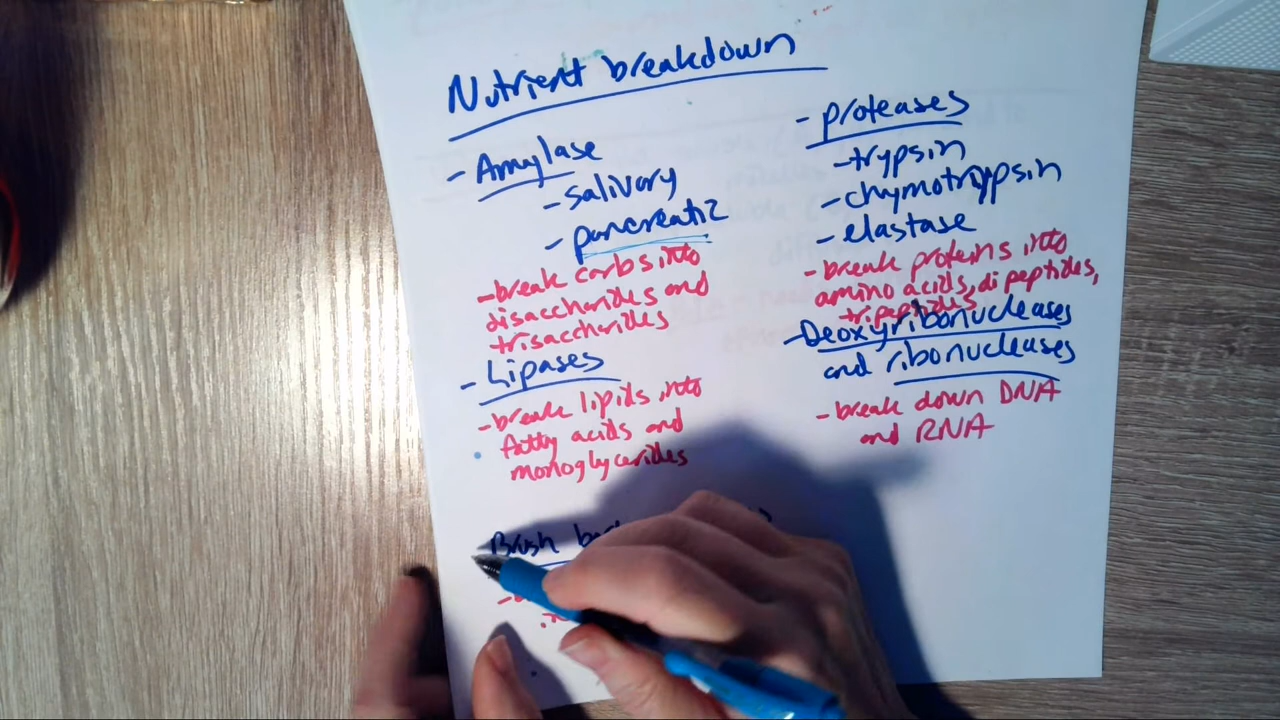 Nutrient breakdown
- Amylase
- salivary
- pancreatic
- break carbs into
disaccharides and
trisaccharides
- Lipases
- break lipids into
fatty acids and
monoglycerides
Brush
- proteases
- trypsin
- chymotrypsin
- elastase
- break proteins into
amino acids, dipeptides,
tripeptides
- Deoxyribonucleases
and ribonucleases
- break down DNA
and RNA